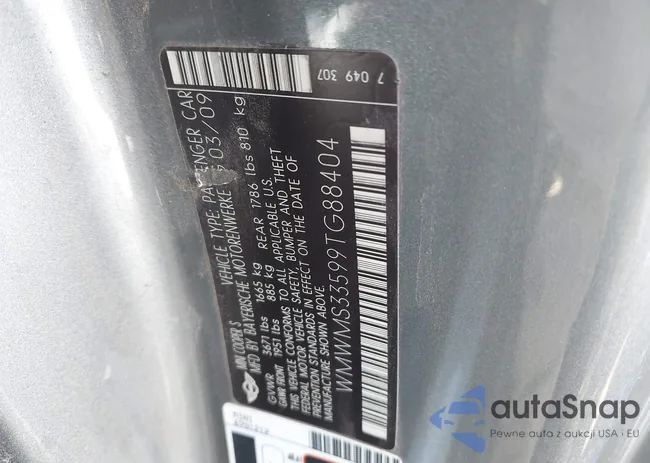 MINI COOPER S
VEHICLE TYPE: PASSENGER CAR
MFD BY BAYERISCHE MOTORENWERKE 03/09
GVWR 3671 lbs 1665 kg REAR 1786 lbs 810 kg
GAWR FRONT 1951 lbs 885 kg
THIS VEHICLE CONFORMS TO ALL APPLICABLE U.S.
FEDERAL MOTOR VEHICLE SAFETY, BUMPER AND THEFT
PREVENTION STANDARDS IN EFFECT ON THE DATE OF
MANUFACTURE SHOWN ABOVE.
WMWMS33599TG88404
7 049 307
autaSnap
Pewne auta z aukcji USA i EU